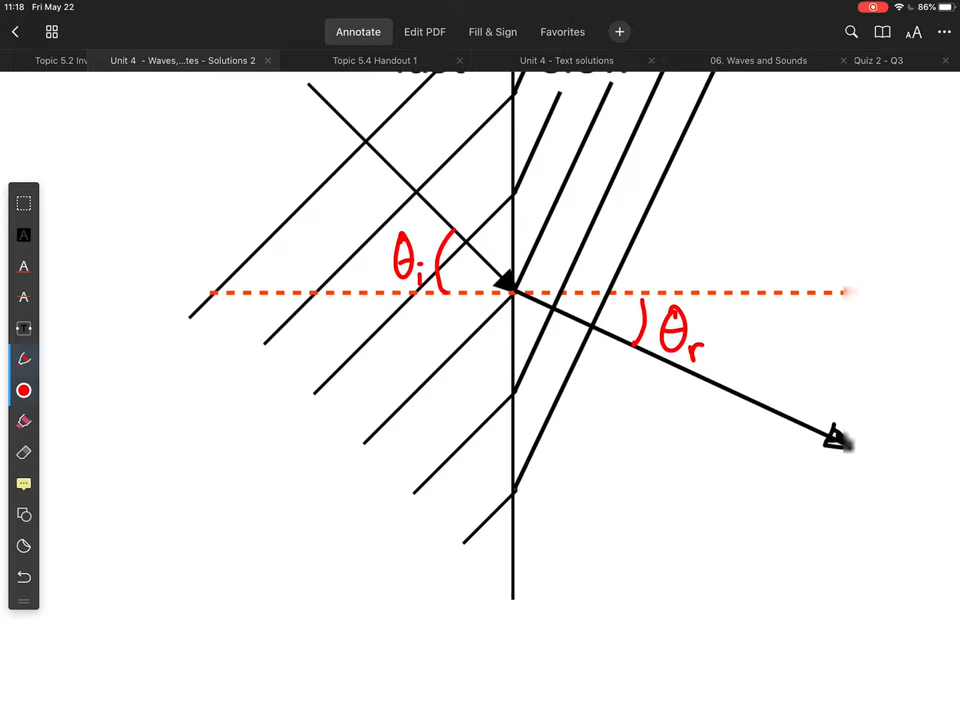 11:18 Fri May 22
86%
Annotate Edit PDF Fill & Sign Favorites
AA
Topic 5.2 Inv
Unit 4 - Waves,...tes - Solutions 2
Topic 5.4 Handout 1
Unit 4 - Text solutions
06. Waves and Sounds
Quiz 2 - Q3
A
A
A
T
θi
θr